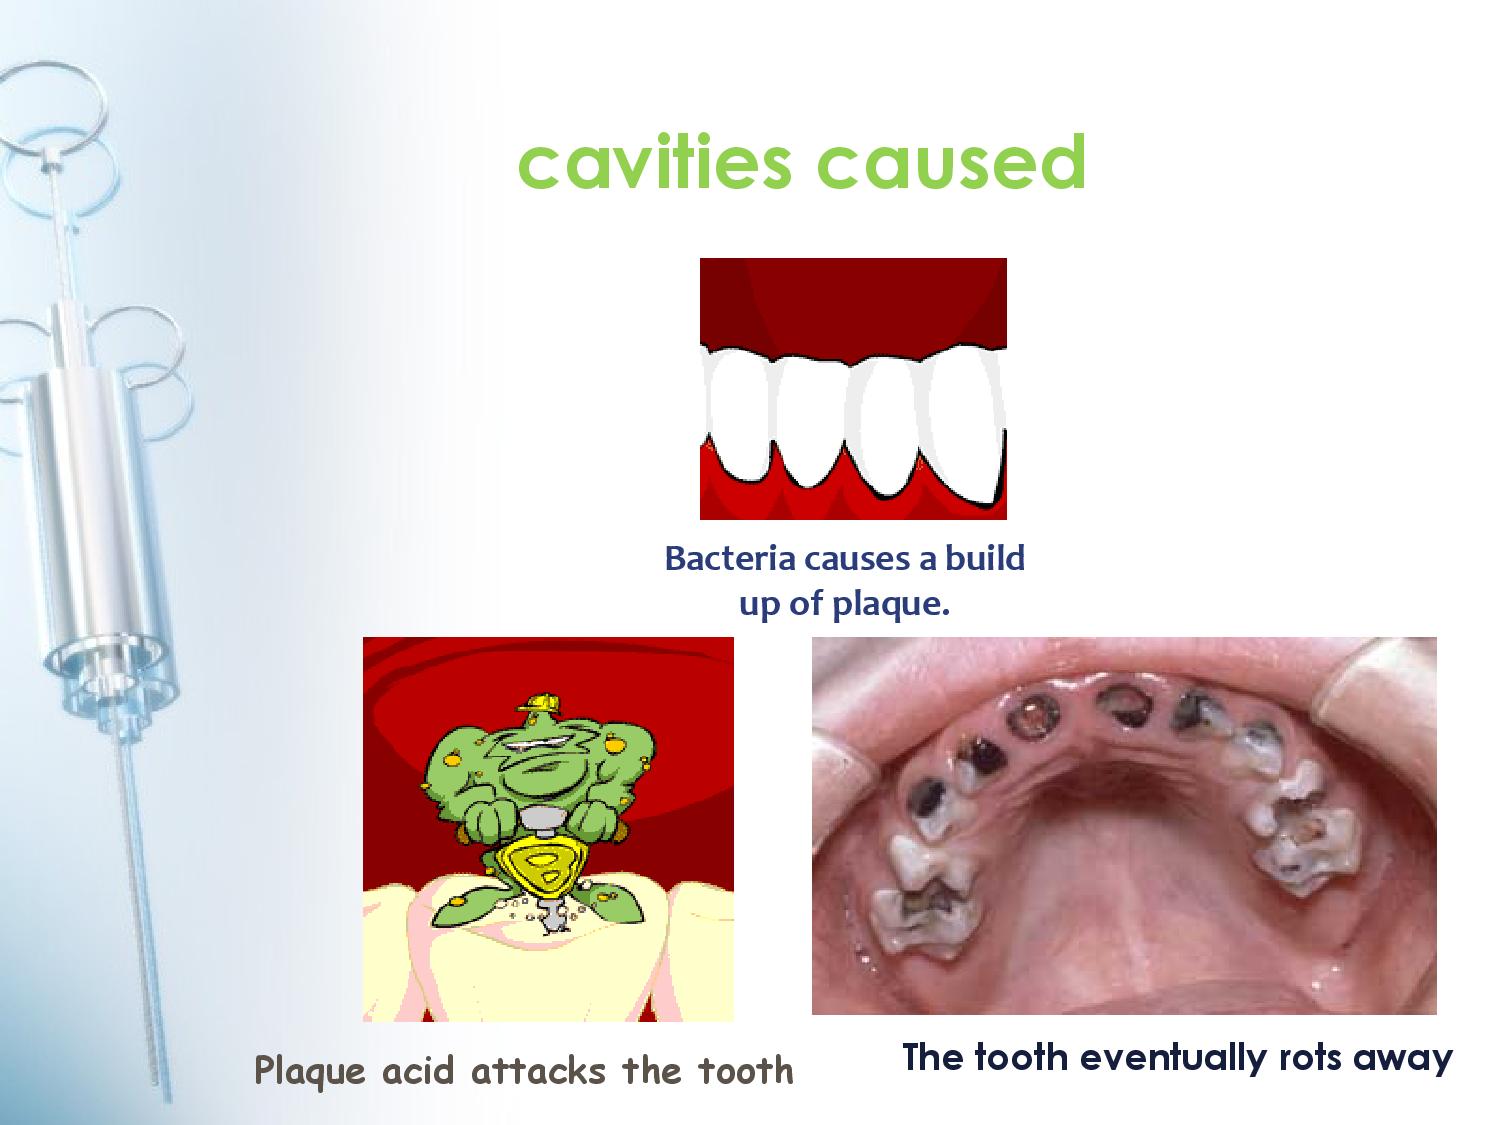 cavities caused
Bacteria causes a build
up of plaque.
Plaque acid attacks the tooth
The tooth eventually rots away